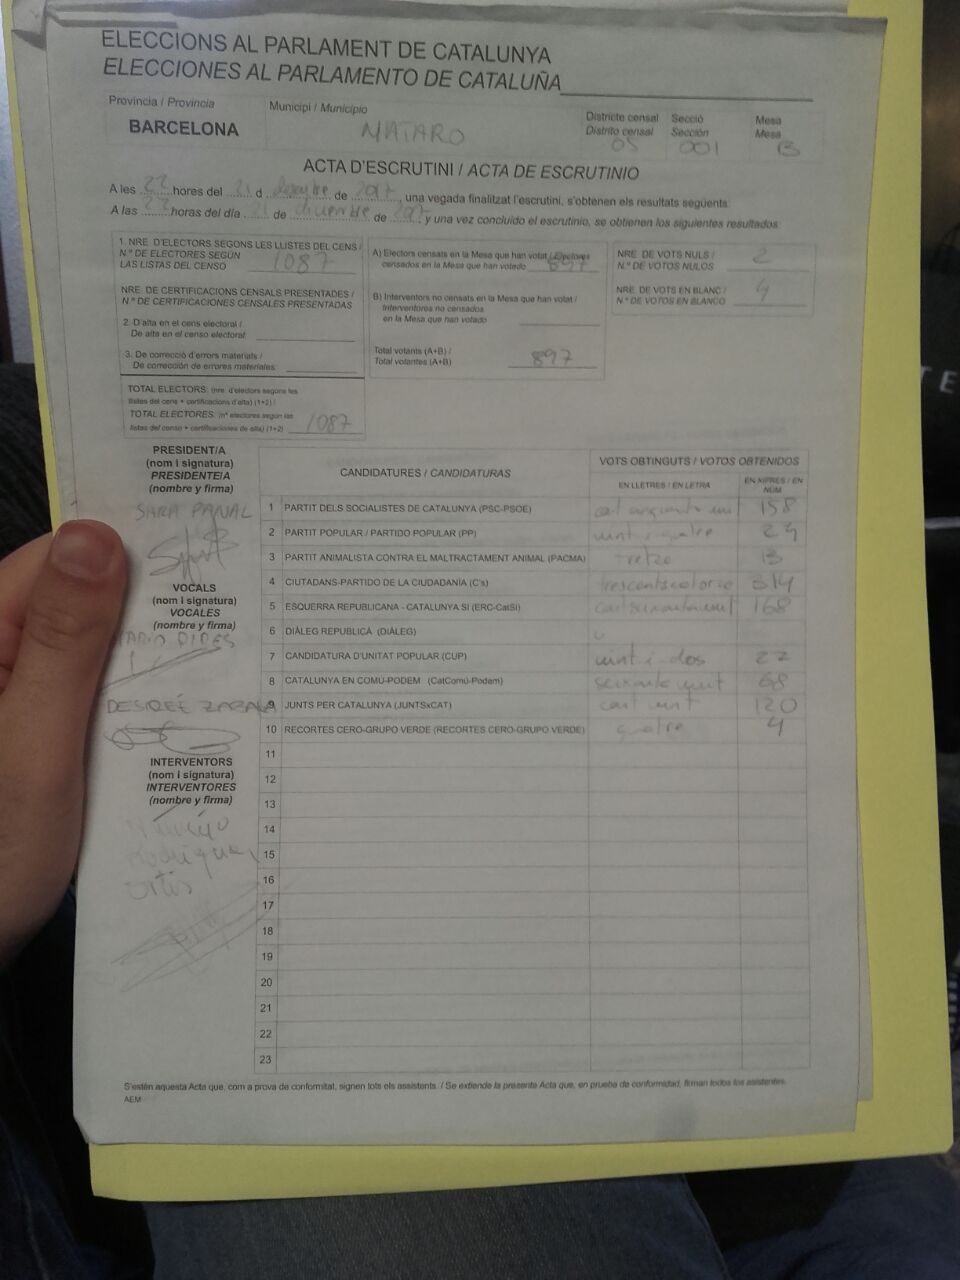 ELECCIONS AL PARLAMENT DE CATALUNYA
ELECCIONES AL PARLAMENTO DE CATALUÑA
Provincia / Provincia
BARCELONA
Municipi / Municipio
MATARO
Districte censal
Distrito censal
05
Secció
Sección
001
Mesa
Mesa
B
ACTA D'ESCRUTINI / ACTA DE ESCRUTINIO
A les 22 hores del 21 d desembre de 2017, una vegada finalitzat l'escrutini, s'obtenen els resultats següents:
A las 22 horas del día 21 de diciembre de 2017 y una vez concluido el escrutinio, se obtienen los siguientes resultados:
1. NRE. D'ELECTORS SEGONS LES LLISTES DEL CENS /
N.º DE ELECTORES SEGÚN
LAS LISTAS DEL CENSO 1087
NRE. DE CERTIFICACIONS CENSALS PRESENTADES /
N.º DE CERTIFICACIONES CENSALES PRESENTADAS
2. D'alta en el cens electoral /
De alta en el censo electoral:
3. De correcció d'errors materials /
De corrección de errores materiales:
TOTAL ELECTORS: (nre. d'electors segons les
llistes del cens + certificacions d'alta) (1+2) /
TOTAL ELECTORES: (nº electores según las
listas del censo + certificaciones de alta) (1+2) 1087
A) Electors censats en la Mesa que han votat / Electores
censados en la Mesa que han votado 897
B) Interventors no censats en la Mesa que han votat /
Interventores no censados
en la Mesa que han votado
Total votants (A+B) /
Total votantes (A+B) 897
NRE. DE VOTS NULS /
N.º DE VOTOS NULOS 2
NRE. DE VOTS EN BLANC /
N.º DE VOTOS EN BLANCO 4
PRESIDENT/A
(nom i signatura)
PRESIDENTE/A
(nombre y firma)
SARA PANAL
VOCALS
(nom i signatura)
VOCALES
(nombre y firma)
DESIREÉ ZABALA
INTERVENTORS
(nom i signatura)
INTERVENTORES
(nombre y firma)
Rodríguez
Ortis
CANDIDATURES / CANDIDATURAS
VOTS OBTINGUTS / VOTOS OBTENIDOS
EN LLETRES / EN LETRA
EN XIFRES / EN NÚM
1 PARTIT DELS SOCIALISTES DE CATALUNYA (PSC-PSOE) cent cinquanta vuit 158
2 PARTIT POPULAR / PARTIDO POPULAR (PP) vint i quatre 24
3 PARTIT ANIMALISTA CONTRA EL MALTRACTAMENT ANIMAL (PACMA) tretze 13
4 CIUTADANS-PARTIDO DE LA CIUDADANÍA (C's) trescents catorze 314
5 ESQUERRA REPUBLICANA - CATALUNYA SI (ERC-CatSI) cent seixanta vuit 168
6 DIÀLEG REPUBLICÀ (DIÀLEG)
7 CANDIDATURA D'UNITAT POPULAR (CUP) vint i dos 22
8 CATALUNYA EN COMÚ-PODEM (CatComú-Podem) seixanta vuit 68
9 JUNTS PER CATALUNYA (JUNTSxCAT) cent vint 120
10 RECORTES CERO-GRUPO VERDE (RECORTES CERO-GRUPO VERDE) quatre 4
11
12
13
14
15
16
17
18
19
20
21
22
23
S'estén aquesta Acta que, com a prova de conformitat, signen tots els assistents. / Se extiende la presente Acta que, en prueba de conformidad, firman todos los asistentes.
AEM